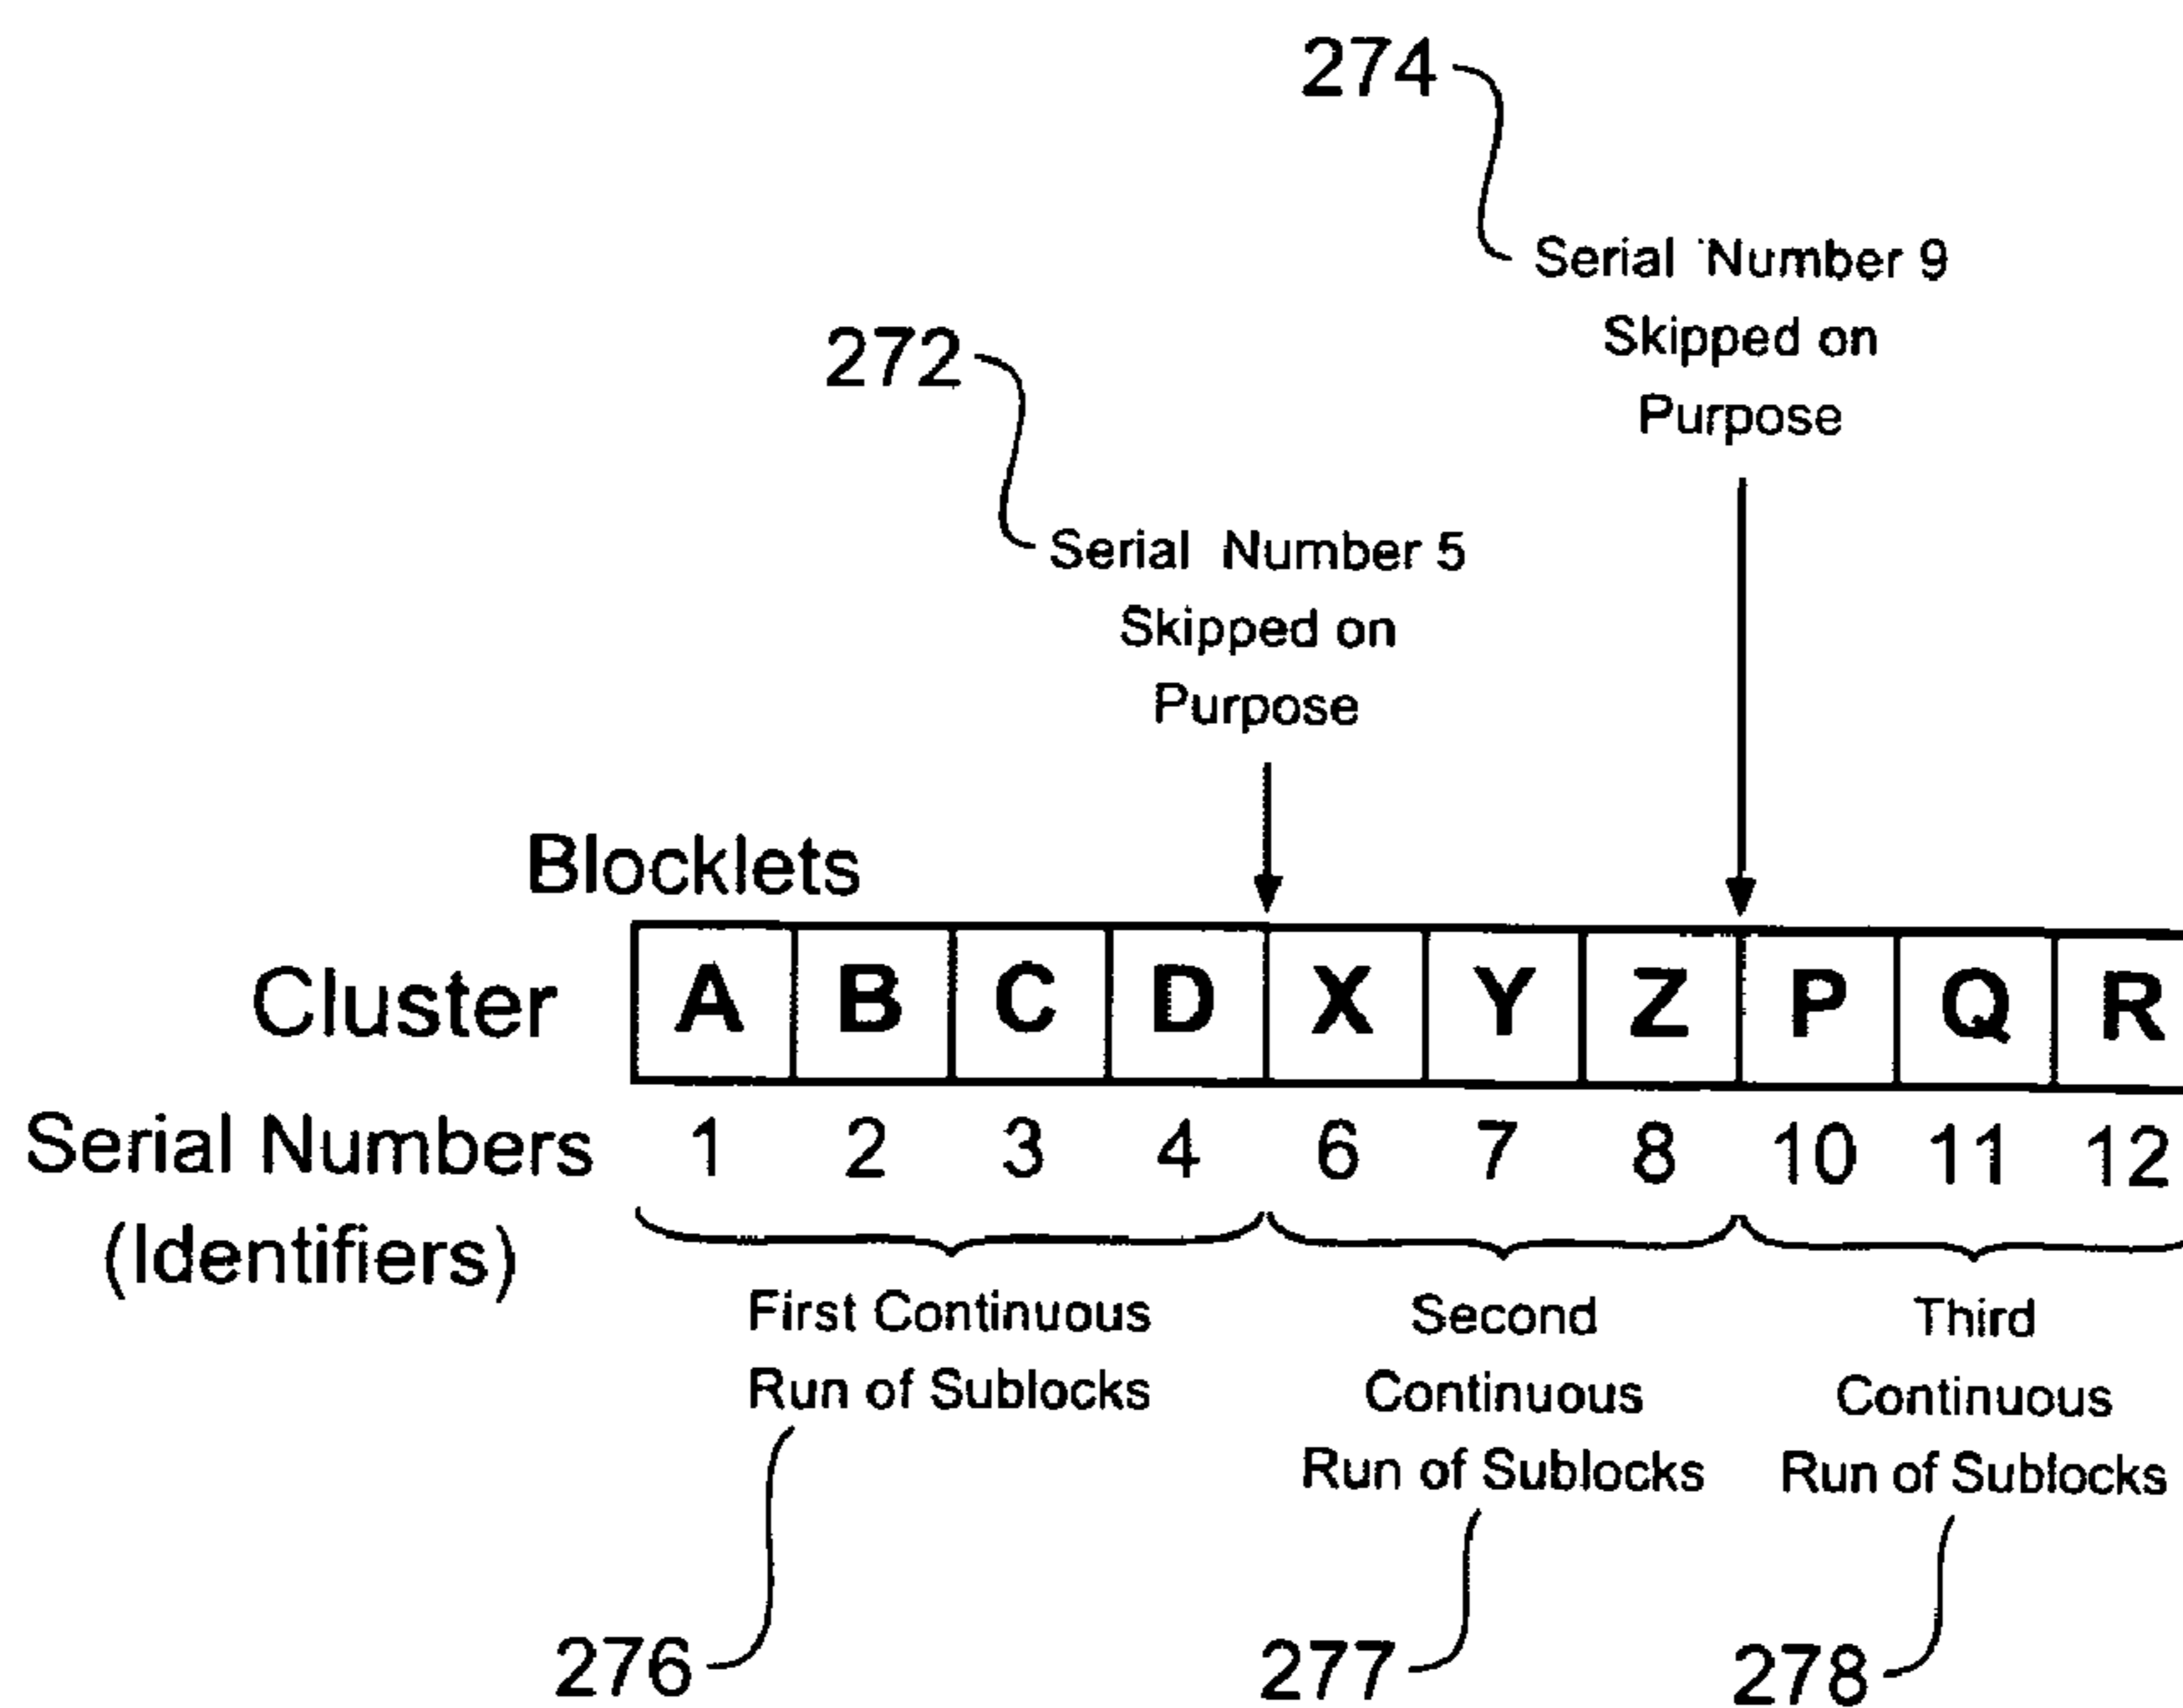 274
Serial Number 9
Skipped on
Purpose
272
Serial Number 5
Skipped on
Purpose
Blocklets
Cluster A B C D X Y Z P Q R
Serial Numbers 1 2 3 4 6 7 8 10 11 12
(Identifiers)
First Continuous
Run of Sublocks
Second
Continuous
Run of Sublocks
Third
Continuous
Run of Sublocks
276
277
278